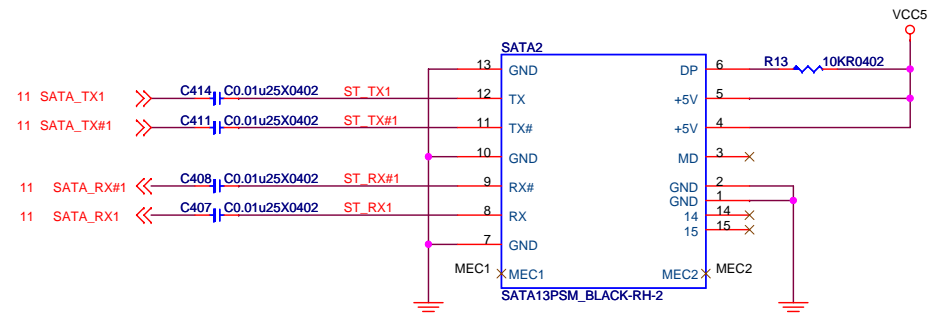 VCC5
SATA2
13 GND DP 6 R13 10KR0402
11 SATA_TX1 C414 C0.01u25X0402 ST_TX1 12 TX +5V 5
11 SATA_TX#1 C411 C0.01u25X0402 ST_TX#1 11 TX# +5V 4
10 GND MD 3
11 SATA_RX#1 C408 C0.01u25X0402 ST_RX#1 9 RX# GND 2
GND 1
11 SATA_RX1 C407 C0.01u25X0402 ST_RX1 8 RX 14 14
15 15
7 GND
MEC1 MEC1 MEC2 MEC2
SATA13PSM_BLACK-RH-2